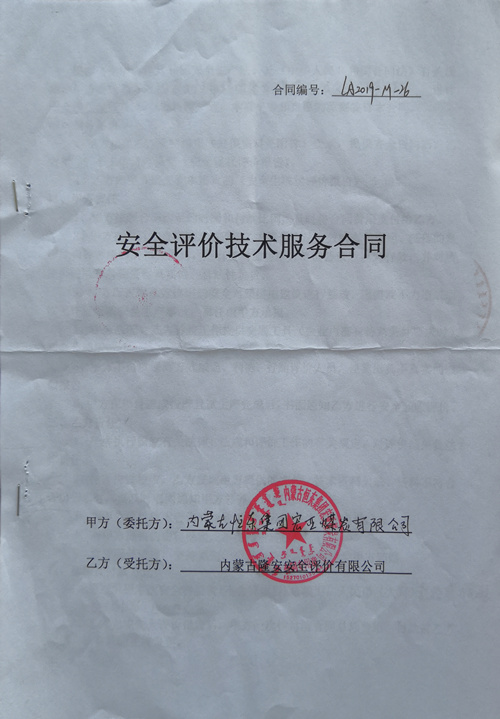 合同编号：LA2019-M-26
安全评价技术服务合同
甲方（委托方）：内蒙古恒东集团宏亚煤炭有限公司
乙方（受托方）：内蒙古隆安安全评价有限公司